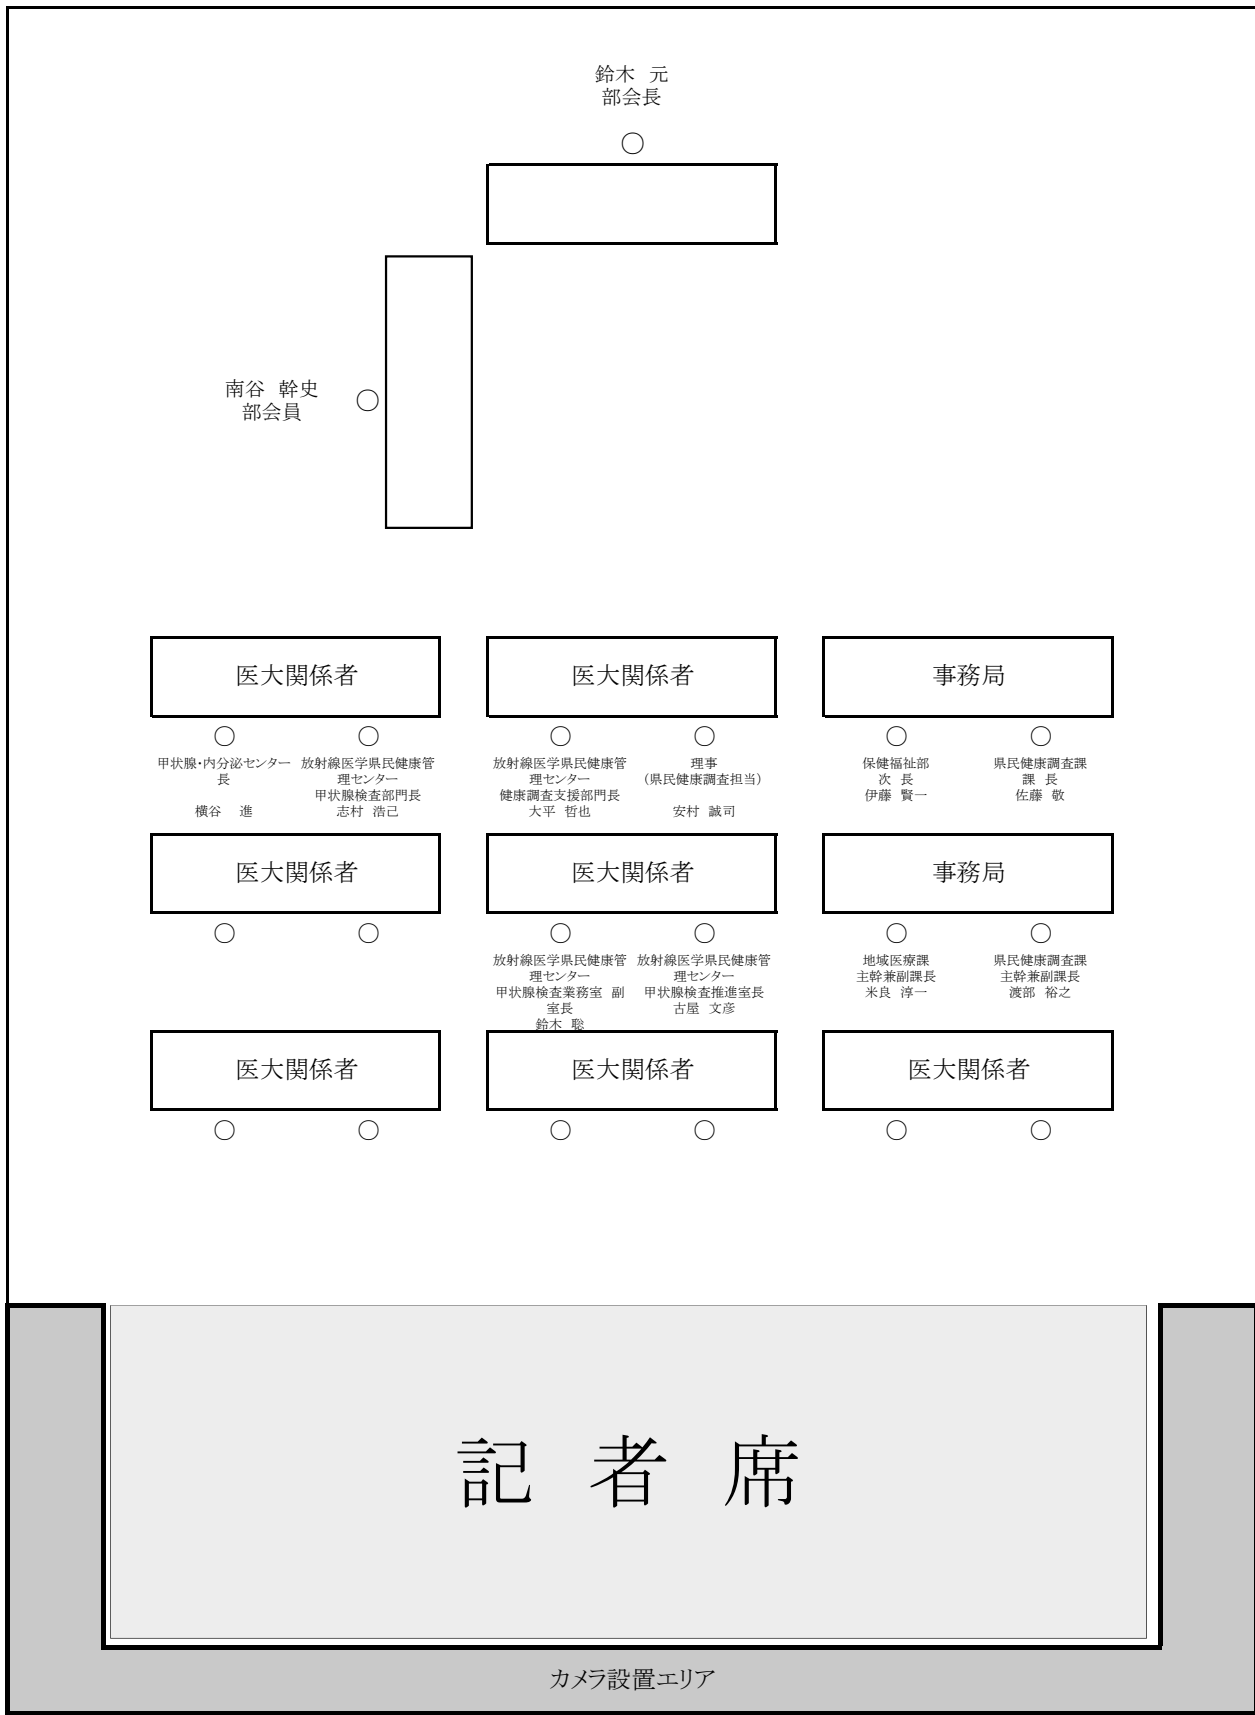 鈴木 元
部会長
○
南谷 幹史
部会員
○
医大関係者
○ ○
甲状腺・内分泌センター
長
横谷 進
放射線医学県民健康管
理センター
甲状腺検査部門長
志村 浩己
医大関係者
○ ○
放射線医学県民健康管
理センター
健康調査支援部門長
大平 哲也
理事
(県民健康調査担当)
安村 誠司
事務局
○ ○
保健福祉部
次 長
伊藤 賢一
県民健康調査課
課 長
佐藤 敬
医大関係者
○ ○
医大関係者
○ ○
放射線医学県民健康管
理センター
甲状腺検査業務室 副
室長
鈴木 聡
放射線医学県民健康管
理センター
甲状腺検査推進室長
古屋 文彦
事務局
○ ○
地域医療課
主幹兼副課長
米良 淳一
県民健康調査課
主幹兼副課長
渡部 裕之
医大関係者
○ ○
医大関係者
○ ○
医大関係者
○ ○
記 者 席
カメラ設置エリア